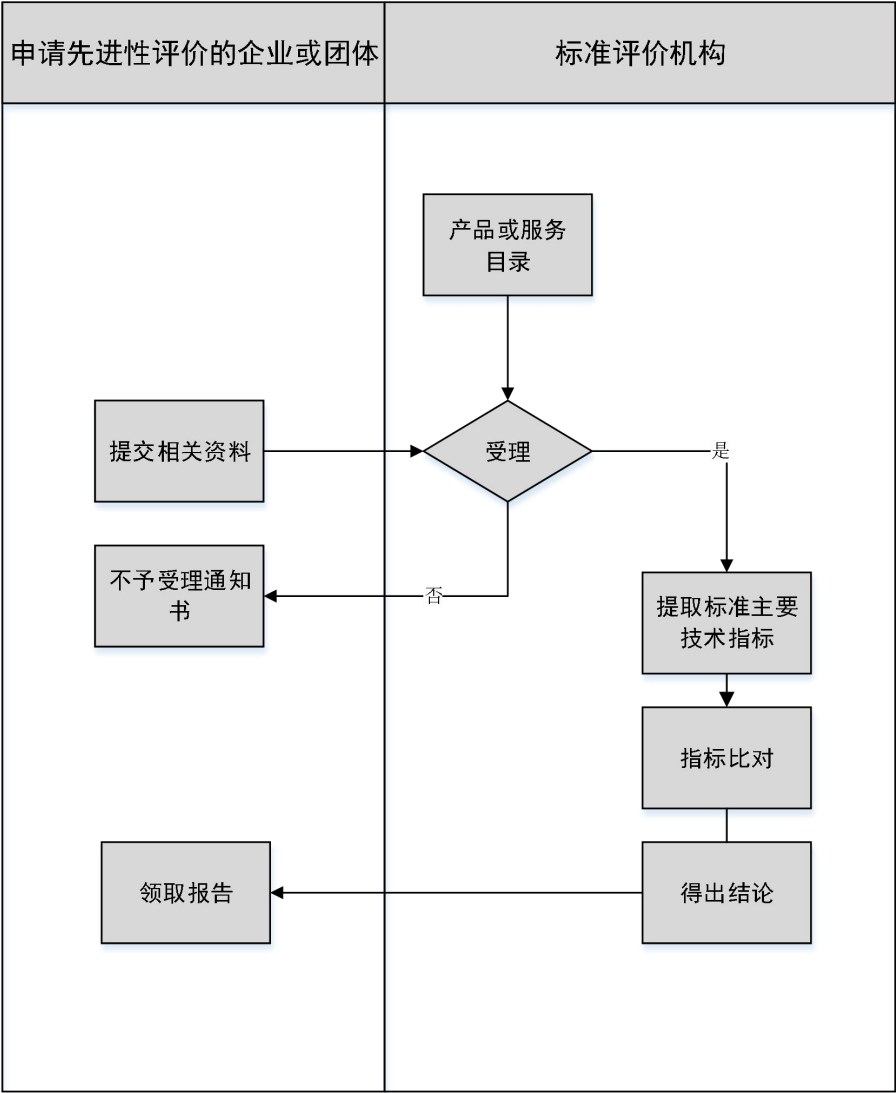 申请先进性评价的企业或团体
标准评价机构
产品或服务
目录
提交相关资料
受理
是
不予受理通知
书
否
提取标准主要
技术指标
指标比对
领取报告
得出结论